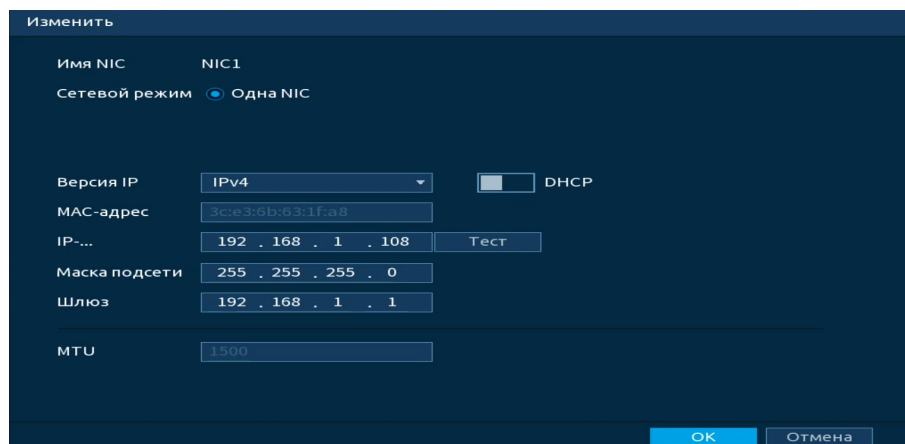 Изменить
Имя NIC NIC1
Сетевой режим Одна NIC
Версия IP IPv4 DHCP
МАС-адрес 3c:e3:6b:63:1f:a8
IP-... 192 . 168 . 1 . 108 Тест
Маска подсети 255 . 255 . 255 . 0
Шлюз 192 . 168 . 1 . 1
MTU 1500
OK Отмена